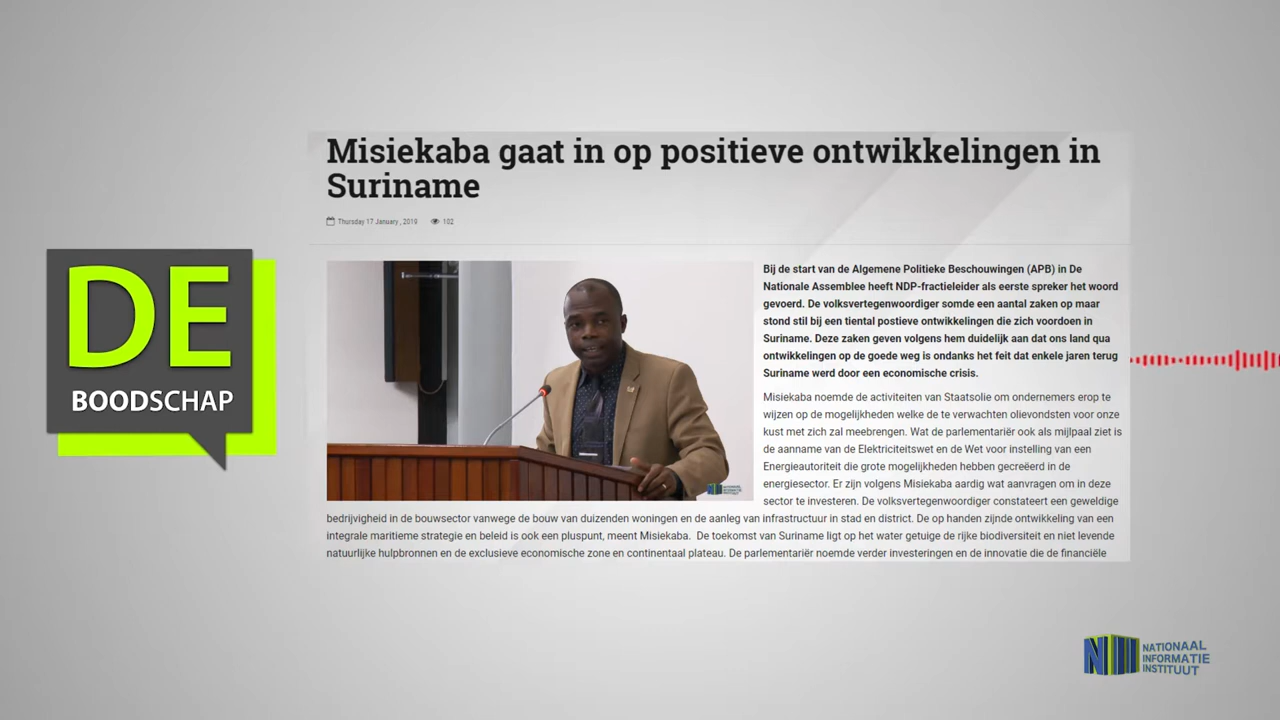 Misiekaba gaat in op positieve ontwikkelingen in
Suriname
Thursday 17 January , 2019 102
DE
BOODSCHAP
Bij de start van de Algemene Politieke Beschouwingen (APB) in De
Nationale Assemblee heeft NDP-fractieleider als eerste spreker het woord
gevoerd. De volksvertegenwoordiger somde een aantal zaken op maar
stond stil bij een tiental postieve ontwikkelingen die zich voordoen in
Suriname. Deze zaken geven volgens hem duidelijk aan dat ons land qua
ontwikkelingen op de goede weg is ondanks het feit dat enkele jaren terug
Suriname werd door een economische crisis.
Misiekaba noemde de activiteiten van Staatsolie om ondernemers erop te
wijzen op de mogelijkheden welke de te verwachten olievondsten voor onze
kust met zich zal meebrengen. Wat de parlementariër ook als mijlpaal ziet is
de aanname van de Elektriciteitswet en de Wet voor instelling van een
Energieautoriteit die grote mogelijkheden hebben gecreëerd in de
energiesector. Er zijn volgens Misiekaba aardig wat aanvragen om in deze
sector te investeren. De volksvertegenwoordiger constateert een geweldige
bedrijvigheid in de bouwsector vanwege de bouw van duizenden woningen en de aanleg van infrastructuur in stad en district. De op handen zijnde ontwikkeling van een
integrale maritieme strategie en beleid is ook een pluspunt, meent Misiekaba. De toekomst van Suriname ligt op het water getuige de rijke biodiversiteit en niet levende
natuurlijke hulpbronnen en de exclusieve economische zone en continentaal plateau. De parlementariër noemde verder investeringen en de innovatie die de financiële
NATIONAAL
INFORMATIE
INSTITUUT
NII
NATIONAAL
INFORMATIE
INSTITUUT